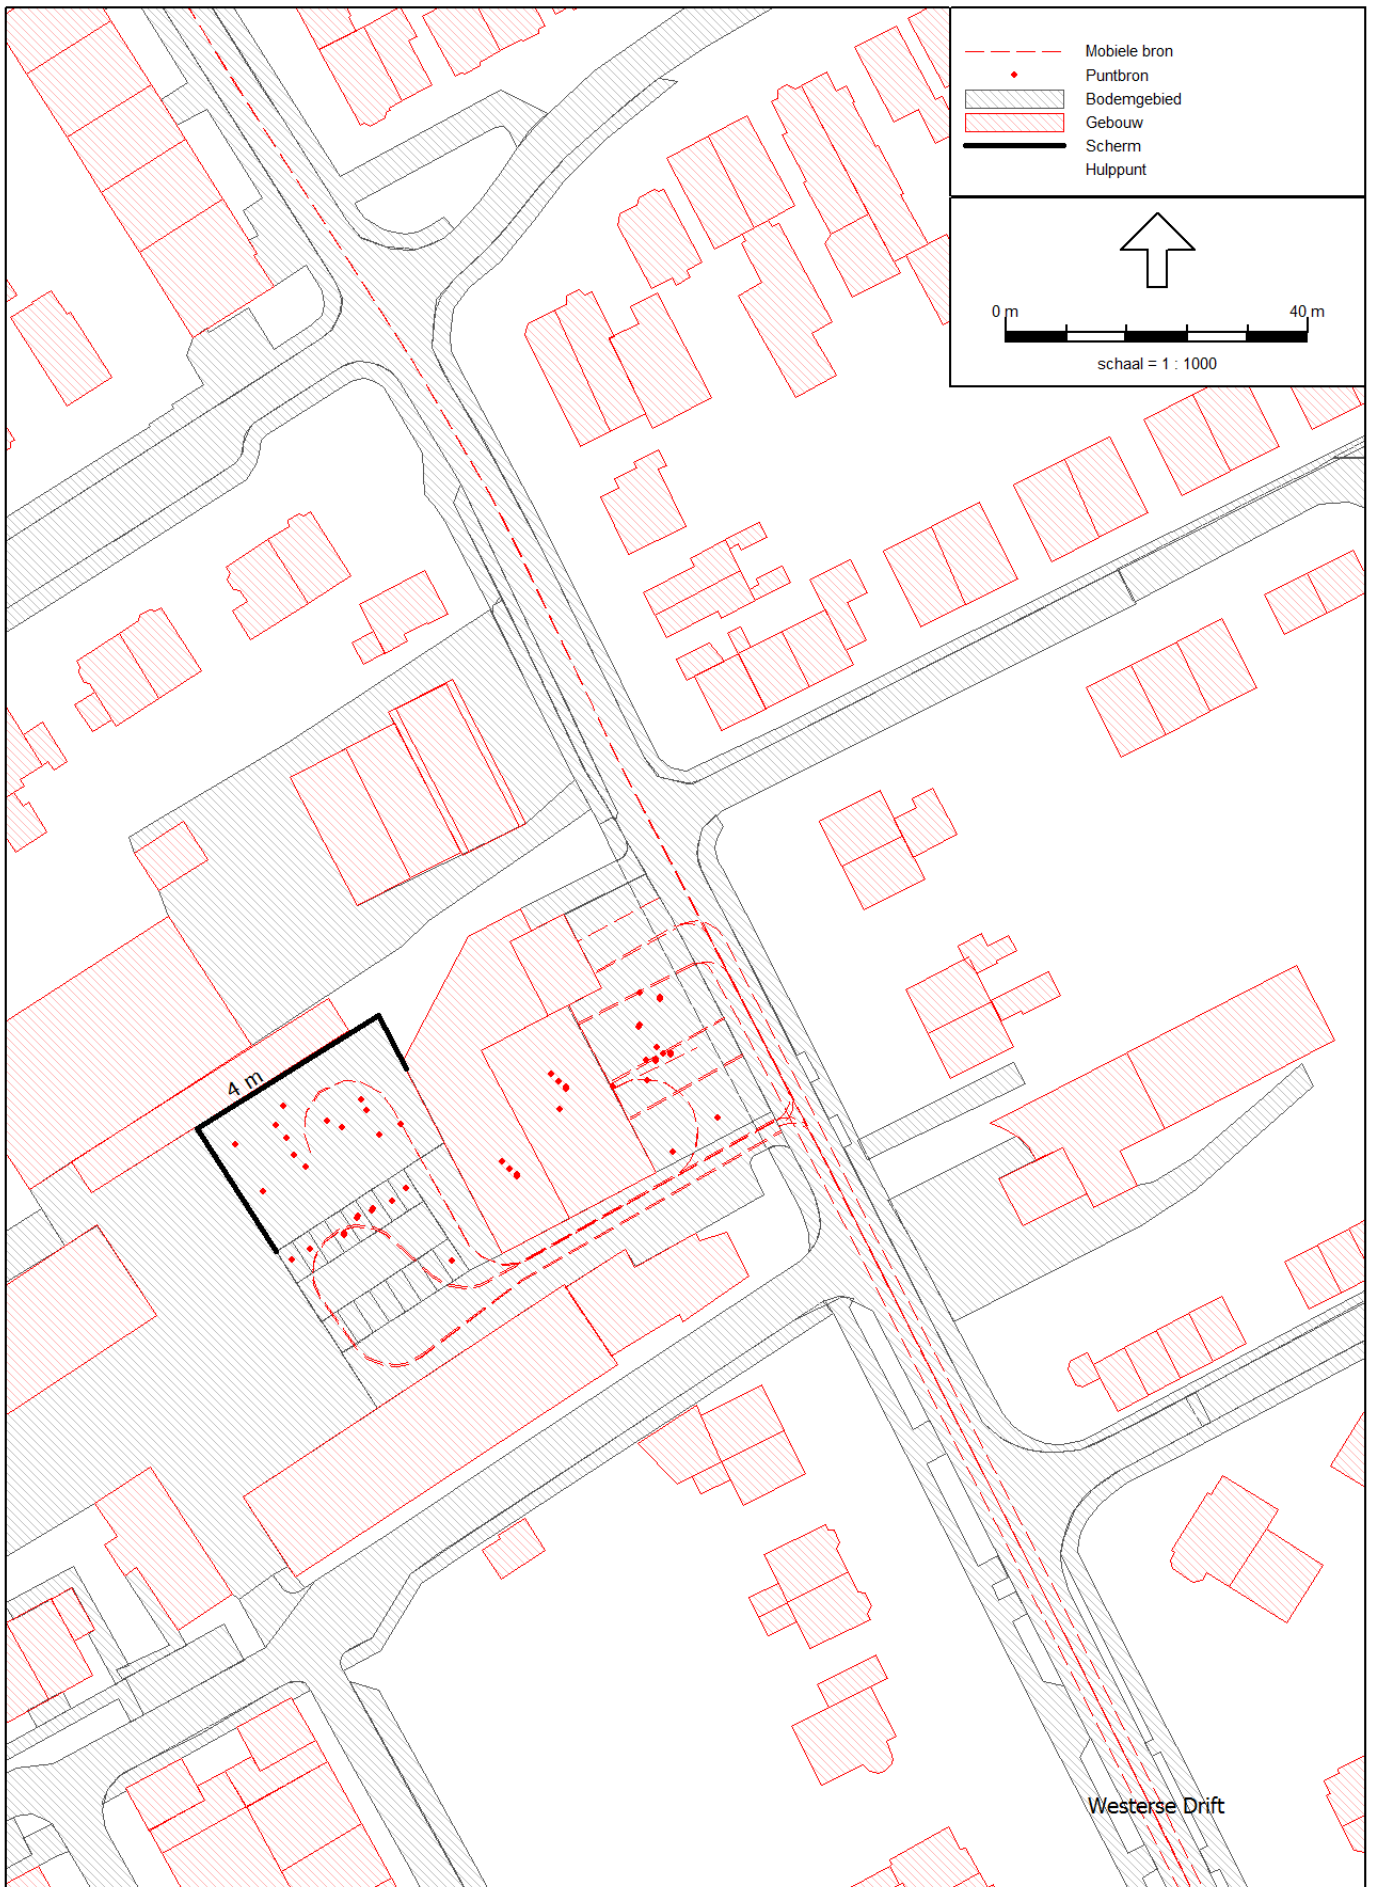 Mobiele bron
Puntbron
Bodemgebied
Gebouw
Scherm
Hulppunt
0 m 40 m
schaal = 1 : 1000
4 m
Westerse Drift